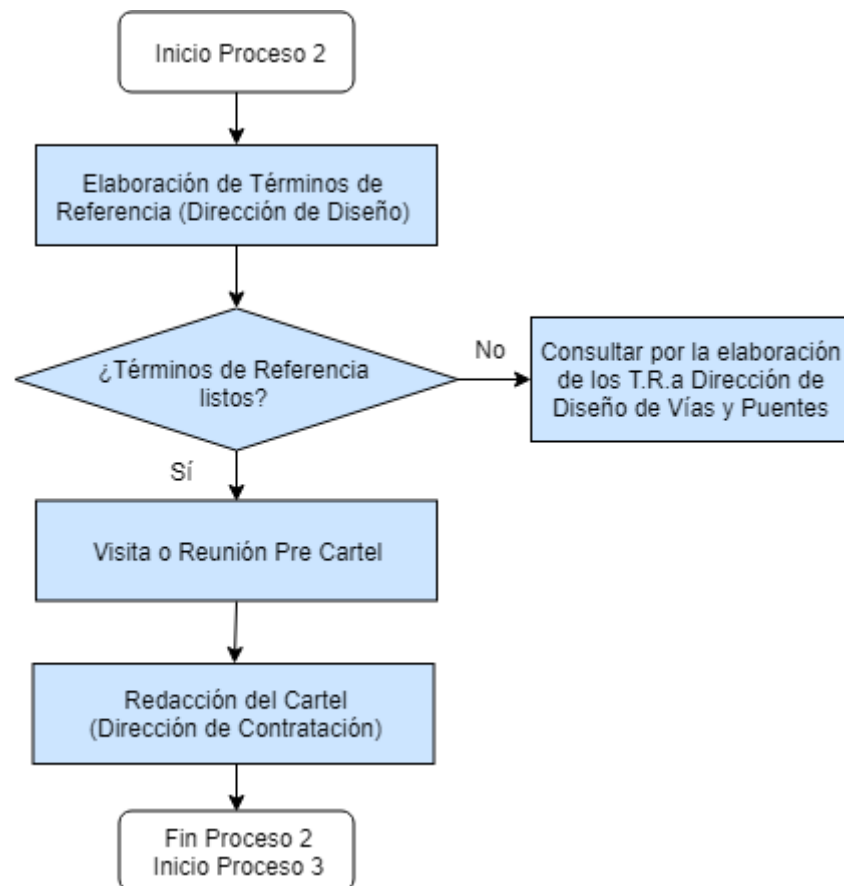 Inicio Proceso 2
Elaboración de Términos de
Referencia (Dirección de Diseño)
¿Términos de Referencia
listos?
No
Consultar por la elaboración
de los T.R.a Dirección de
Diseño de Vías y Puentes
Sí
Visita o Reunión Pre Cartel
Redacción del Cartel
(Dirección de Contratación)
Fin Proceso 2
Inicio Proceso 3